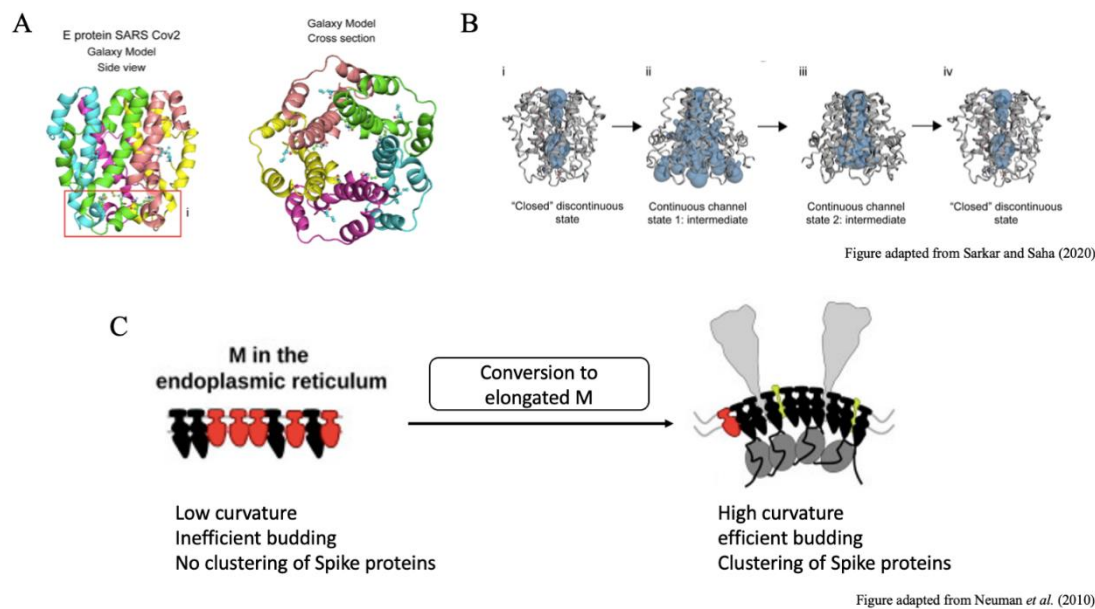 A
E protein SARS Cov2
Galaxy Model
Side view
i
Galaxy Model
Cross section
B
i
ii
iii
iv
"Closed" discontinuous
state
Continuous channel
state 1: intermediate
Continuous channel
state 2: intermediate
"Closed" discontinuous
state
Figure adapted from Sarkar and Saha (2020)
C
M in the
endoplasmic reticulum
Conversion to
elongated M
Low curvature
Inefficient budding
No clustering of Spike proteins
High curvature
efficient budding
Clustering of Spike proteins
Figure adapted from Neuman et al. (2010)